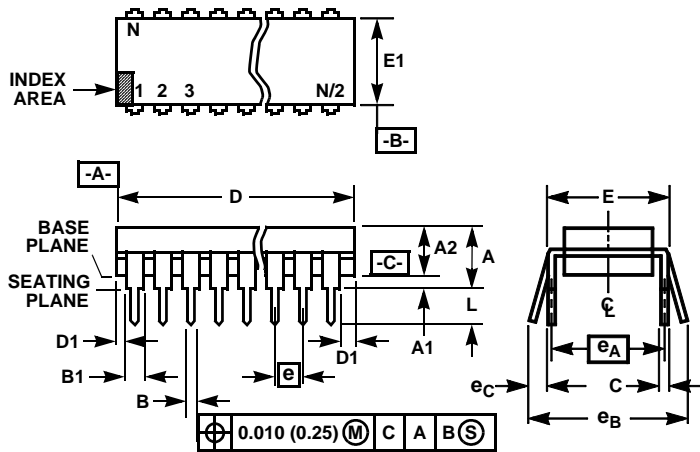 N
E1
INDEX
AREA
1 2 3 N/2
-B-
-A-
D
E
BASE
PLANE
A2
A
-C-
SEATING
PLANE
L
C L
D1
B1
A1
D1
e
eA
B
eC
C
eB
0.010 (0.25) M C A B S